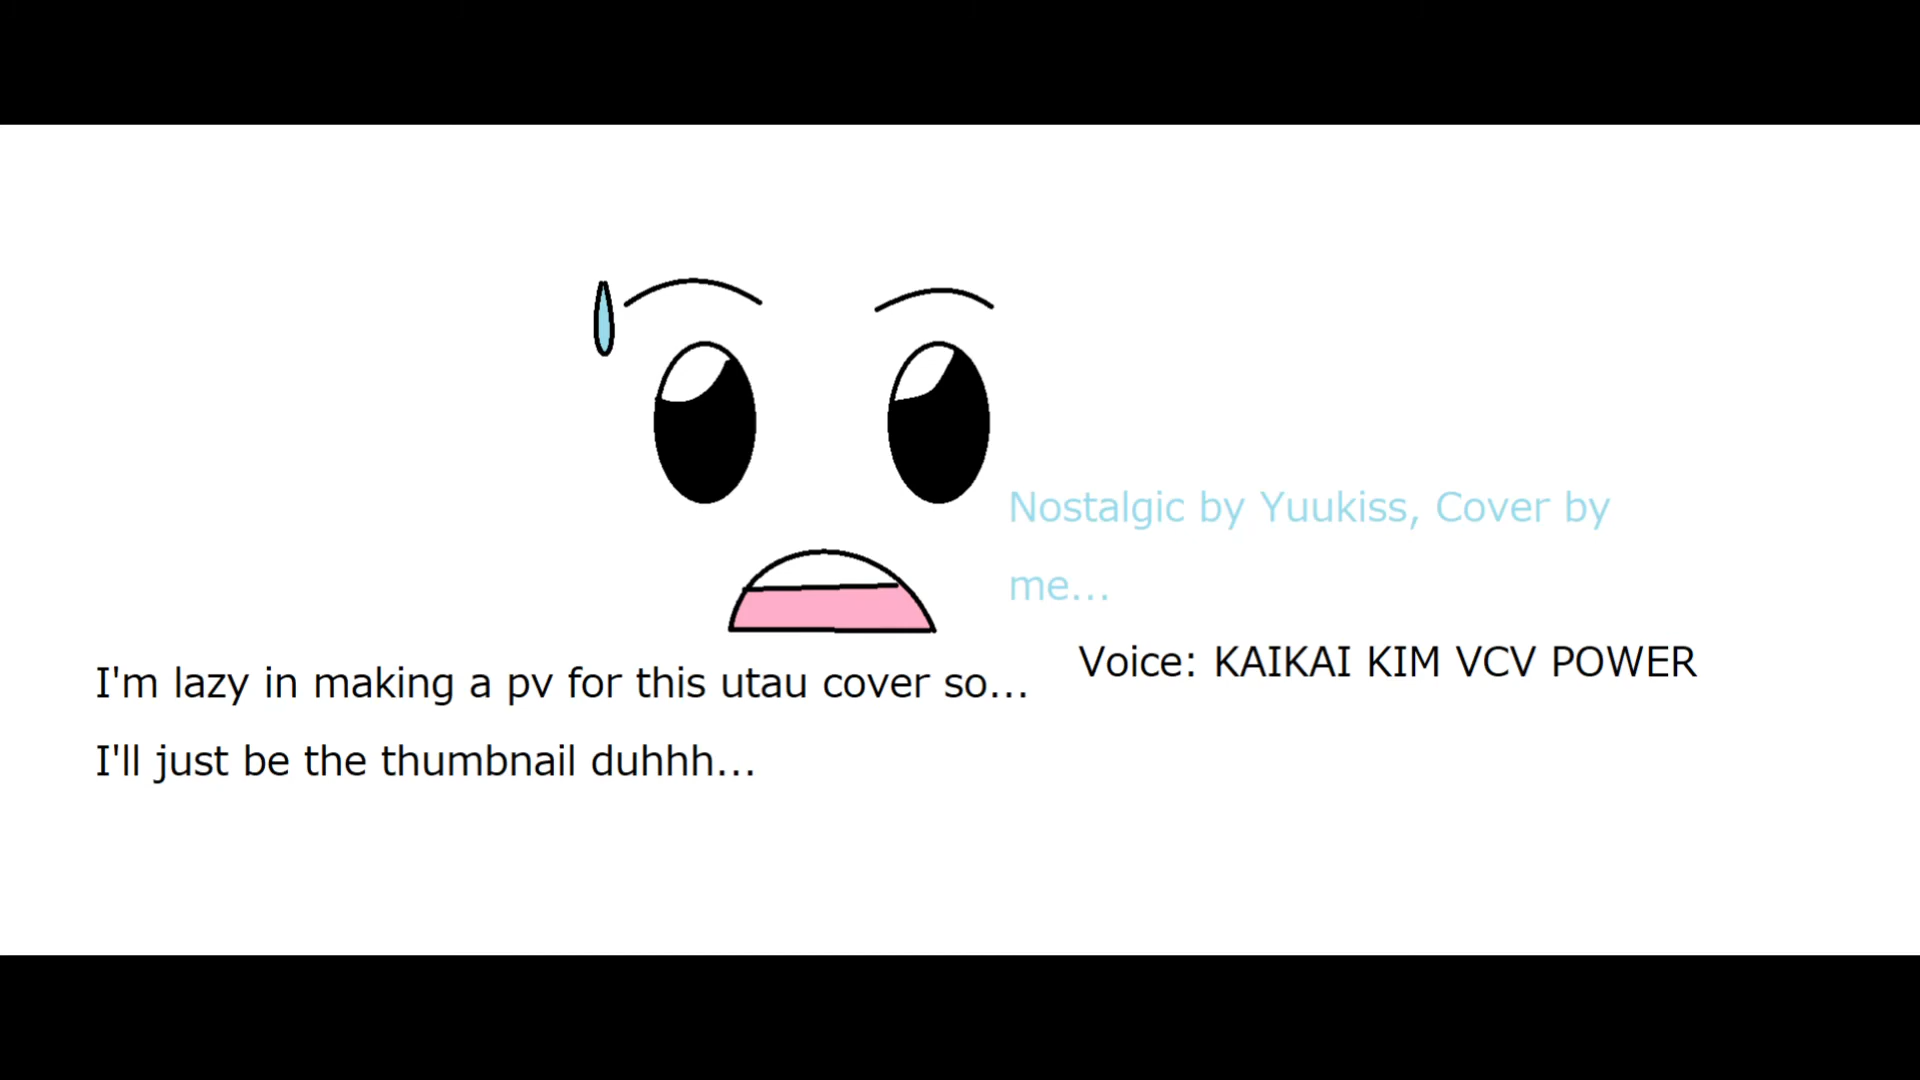 Nostalgic by Yuukiss, Cover by
me...
Voice: KAIKAI KIM VCV POWER
I'm lazy in making a pv for this utau cover so...
I'll just be the thumbnail duhhh...